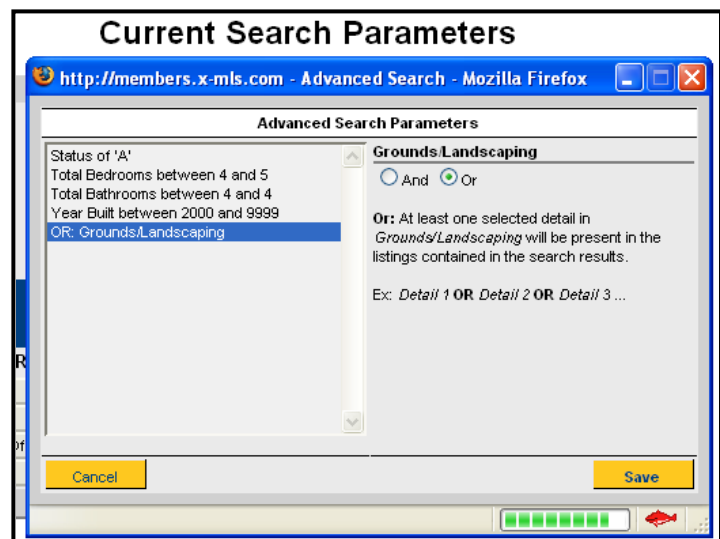 Current Search Parameters
http://members.x-mls.com - Advanced Search - Mozilla Firefox
Advanced Search Parameters
Status of 'A'
Total Bedrooms between 4 and 5
Total Bathrooms between 4 and 4
Year Built between 2000 and 9999
OR: Grounds/Landscaping
Grounds/Landscaping
And Or
Or: At least one selected detail in
Grounds/Landscaping will be present in the
listings contained in the search results.
Ex: Detail 1 OR Detail 2 OR Detail 3 ...
R
of
Cancel Save